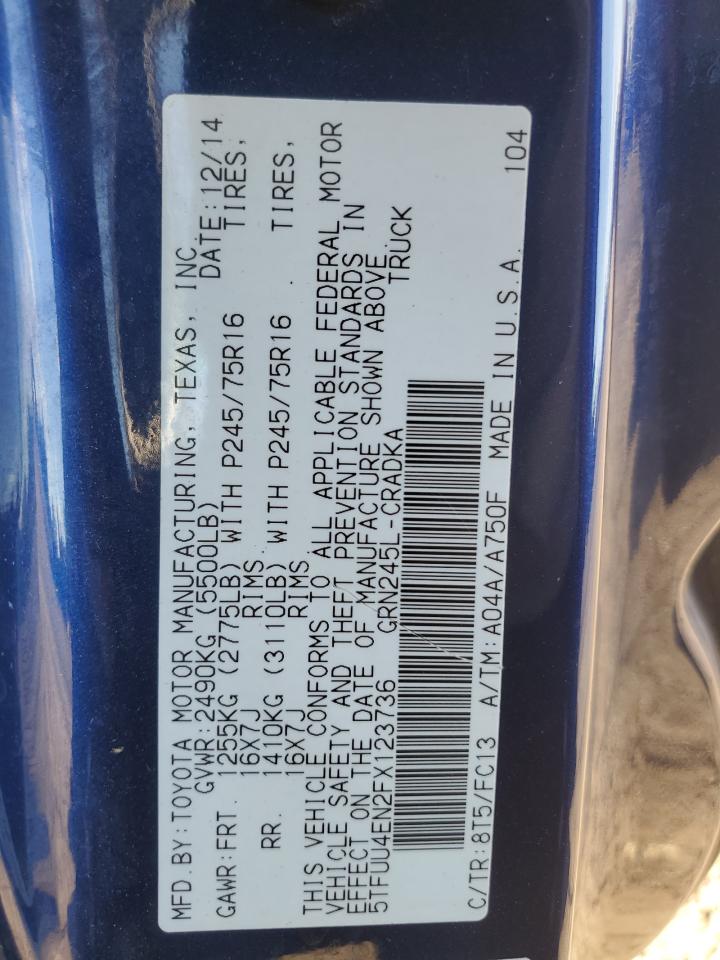 MFD.BY:TOYOTA MOTOR MANUFACTURING, TEXAS, INC.
GVWR:2490KG (5500LB) DATE:12/14
GAWR:FRT. 1255KG (2775LB) WITH P245/75R16 TIRES,
16X7J RIMS
RR. 1410KG (3110LB) WITH P245/75R16 TIRES,
16X7J RIMS
THIS VEHICLE CONFORMS TO ALL APPLICABLE FEDERAL MOTOR
VEHICLE SAFETY AND THEFT PREVENTION STANDARDS IN
EFFECT ON THE DATE OF MANUFACTURE SHOWN ABOVE.
5TFUU4EN2FX123736 GRN245L-CRADKA TRUCK
C/TR:8T5/FC13 A/TM:A04A/A750F MADE IN U.S.A. 104